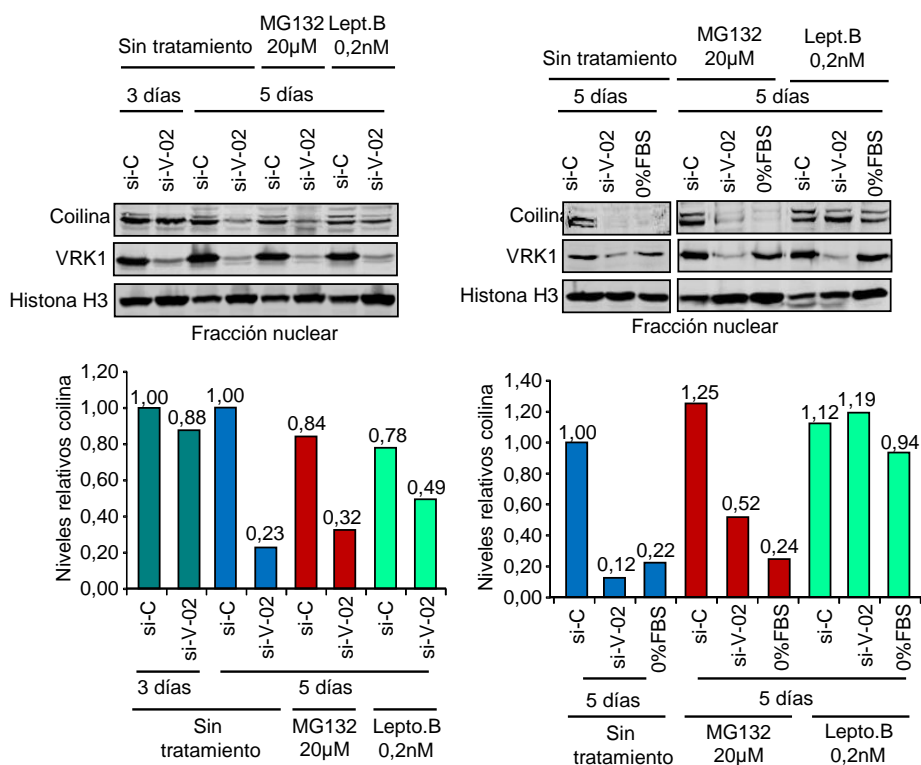 MG132 Lept.B
Sin tratamiento 20µM 0,2nM
3 días 5 días
si-C si-V-02 si-C si-V-02 si-C si-V-02 si-C si-V-02
Coilina
VRK1
Histona H3
Fracción nuclear
Niveles relativos coilina
1,20
1,00
0,80
0,60
0,40
0,20
0,00
1,00 0,88 1,00 0,23 0,84 0,32 0,78 0,49
si-C si-V-02 si-C si-V-02 si-C si-V-02 si-C si-V-02
3 días 5 días
Sin tratamiento
MG132 20µM
Lepto.B 0,2nM
MG132 Lept.B
Sin tratamiento 20µM 0,2nM
5 días 5 días
si-C si-V-02 0%FBS si-C si-V-02 0%FBS si-C si-V-02 0%FBS
Coilina
VRK1
Histona H3
Fracción nuclear
Niveles relativos coilina
1,40
1,20
1,00
0,80
0,60
0,40
0,20
0,00
1,00 0,12 0,22 1,25 0,52 0,24 1,12 1,19 0,94
si-C si-V-02 0%FBS si-C si-V-02 0%FBS si-C si-V-02 0%FBS
5 días 5 días
Sin tratamiento
MG132 20µM
Lepto.B 0,2nM